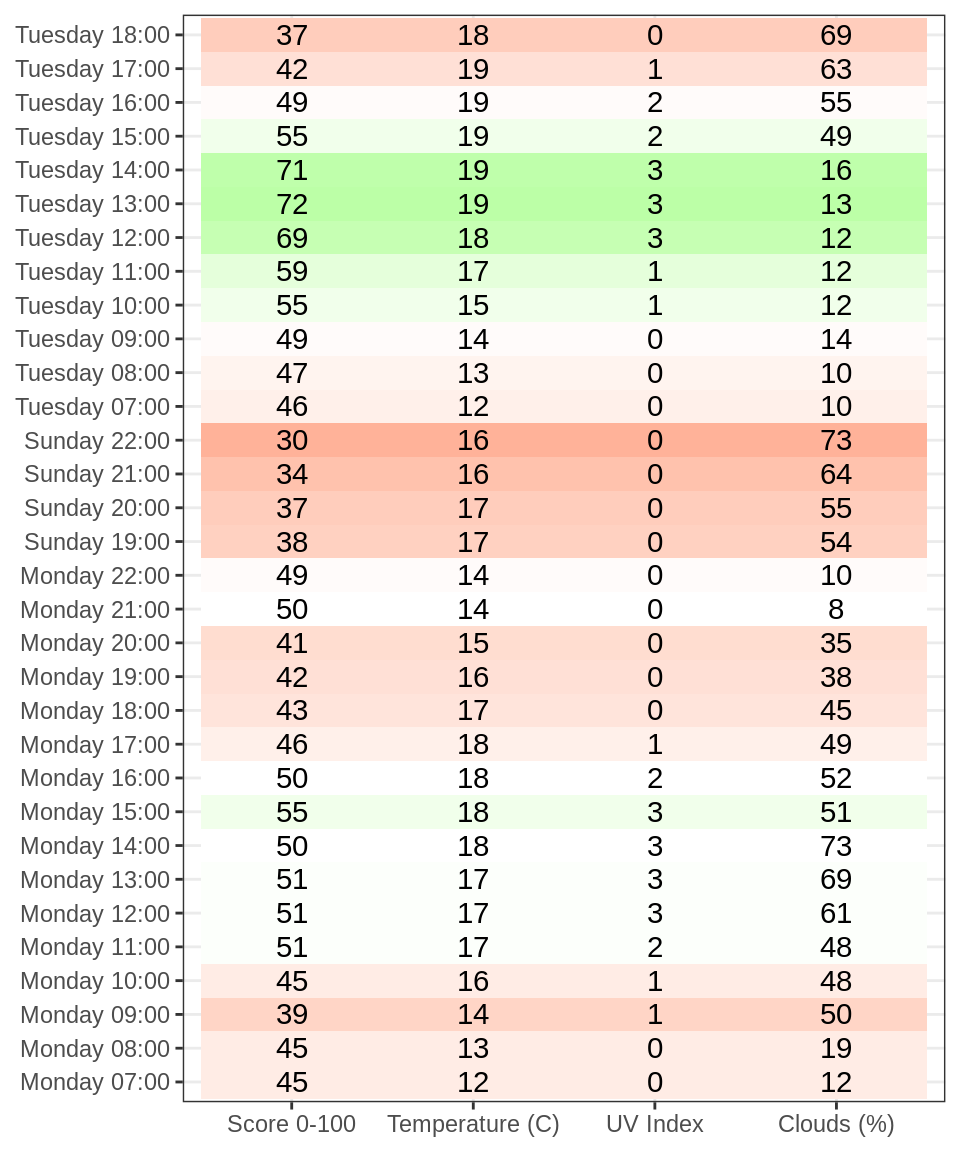 Tuesday 18:00 37 18 0 69
Tuesday 17:00 42 19 1 63
Tuesday 16:00 49 19 2 55
Tuesday 15:00 55 19 2 49
Tuesday 14:00 71 19 3 16
Tuesday 13:00 72 19 3 13
Tuesday 12:00 69 18 3 12
Tuesday 11:00 59 17 1 12
Tuesday 10:00 55 15 1 12
Tuesday 09:00 49 14 0 14
Tuesday 08:00 47 13 0 10
Tuesday 07:00 46 12 0 10
Sunday 22:00 30 16 0 73
Sunday 21:00 34 16 0 64
Sunday 20:00 37 17 0 55
Sunday 19:00 38 17 0 54
Monday 22:00 49 14 0 10
Monday 21:00 50 14 0 8
Monday 20:00 41 15 0 35
Monday 19:00 42 16 0 38
Monday 18:00 43 17 0 45
Monday 17:00 46 18 1 49
Monday 16:00 50 18 2 52
Monday 15:00 55 18 3 51
Monday 14:00 50 18 3 73
Monday 13:00 51 17 3 69
Monday 12:00 51 17 3 61
Monday 11:00 51 17 2 48
Monday 10:00 45 16 1 48
Monday 09:00 39 14 1 50
Monday 08:00 45 13 0 19
Monday 07:00 45 12 0 12
Score 0-100 Temperature (C) UV Index Clouds (%)